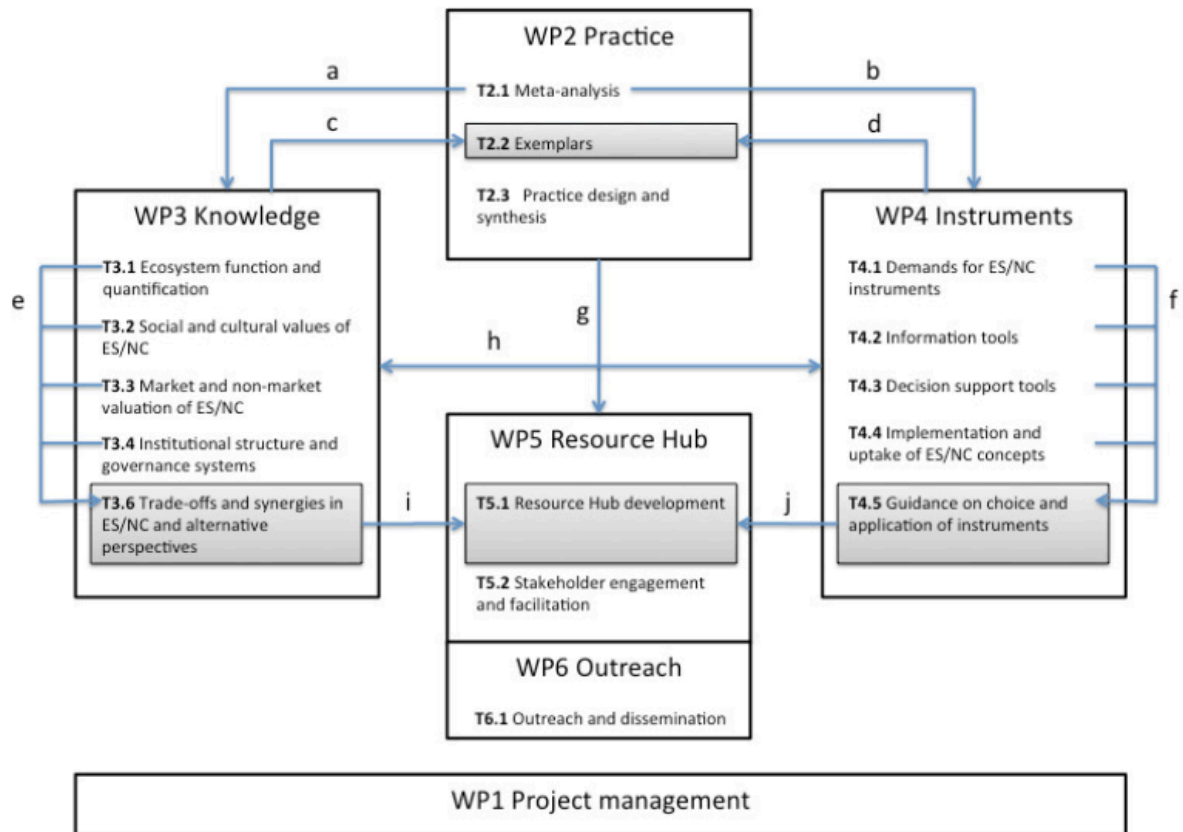 WP2 Practice
a
b
T2.1 Meta-analysis
c
d
T2.2 Exemplars
T2.3 Practice design and
synthesis
WP3 Knowledge
T3.1 Ecosystem function and
quantification
e
T3.2 Social and cultural values of
ES/NC
T3.3 Market and non-market
valuation of ES/NC
T3.4 Institutional structure and
governance systems
T3.6 Trade-offs and synergies in
ES/NC and alternative
perspectives
WP4 Instruments
T4.1 Demands for ES/NC
instruments
f
T4.2 Information tools
T4.3 Decision support tools
T4.4 Implementation and
uptake of ES/NC concepts
T4.5 Guidance on choice and
application of instruments
g
h
WP5 Resource Hub
i
T5.1 Resource Hub development
j
T5.2 Stakeholder engagement
and facilitation
WP6 Outreach
T6.1 Outreach and dissemination
WP1 Project management